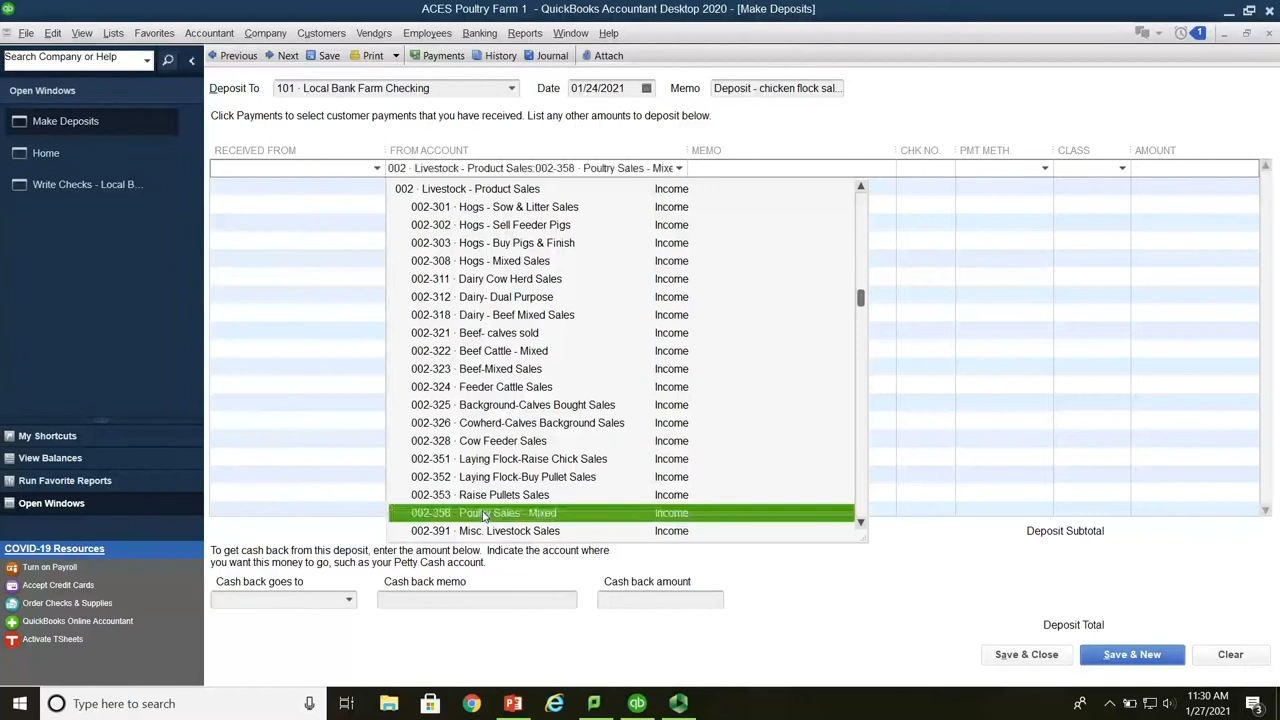 ACES Poultry Farm 1 - QuickBooks Accountant Desktop 2020 - [Make Deposits]
File Edit View Lists Favorites Accountant Company Customers Vendors Employees Banking Reports Window Help 1
Search Company or Help
Previous Next Save Print Payments History Journal Attach
Open Windows
Deposit To 101 · Local Bank Farm Checking Date 01/24/2021 Memo Deposit - chicken flock sal...
Make Deposits
Click Payments to select customer payments that you have received. List any other amounts to deposit below.
Home
RECEIVED FROM FROM ACCOUNT MEMO CHK NO. PMT METH. CLASS AMOUNT
002 · Livestock - Product Sales:002-358 · Poultry Sales - Mixe
Write Checks - Local B...
002 · Livestock - Product Sales Income
002-301 · Hogs - Sow & Litter Sales Income
002-302 · Hogs - Sell Feeder Pigs Income
002-303 · Hogs - Buy Pigs & Finish Income
002-308 · Hogs - Mixed Sales Income
002-311 · Dairy Cow Herd Sales Income
002-312 · Dairy- Dual Purpose Income
002-318 · Dairy - Beef Mixed Sales Income
002-321 · Beef- calves sold Income
002-322 · Beef Cattle - Mixed Income
002-323 · Beef-Mixed Sales Income
002-324 · Feeder Cattle Sales Income
002-325 · Background-Calves Bought Sales Income
002-326 · Cowherd-Calves Background Sales Income
002-328 · Cow Feeder Sales Income
002-351 · Laying Flock-Raise Chick Sales Income
002-352 · Laying Flock-Buy Pullet Sales Income
002-353 · Raise Pullets Sales Income
002-358 · Poultry Sales - Mixed Income
002-391 · Misc. Livestock Sales Income
My Shortcuts
View Balances
Run Favorite Reports
Open Windows
Deposit Subtotal
COVID-19 Resources
Turn on Payroll
Accept Credit Cards
Order Checks & Supplies
QuickBooks Online Accountant
Activate TSheets
To get cash back from this deposit, enter the amount below. Indicate the account where
you want this money to go, such as your Petty Cash account.
Cash back goes to Cash back memo Cash back amount
Deposit Total
Save & Close Save & New Clear
Type here to search
11:30 AM
1/27/2021
3